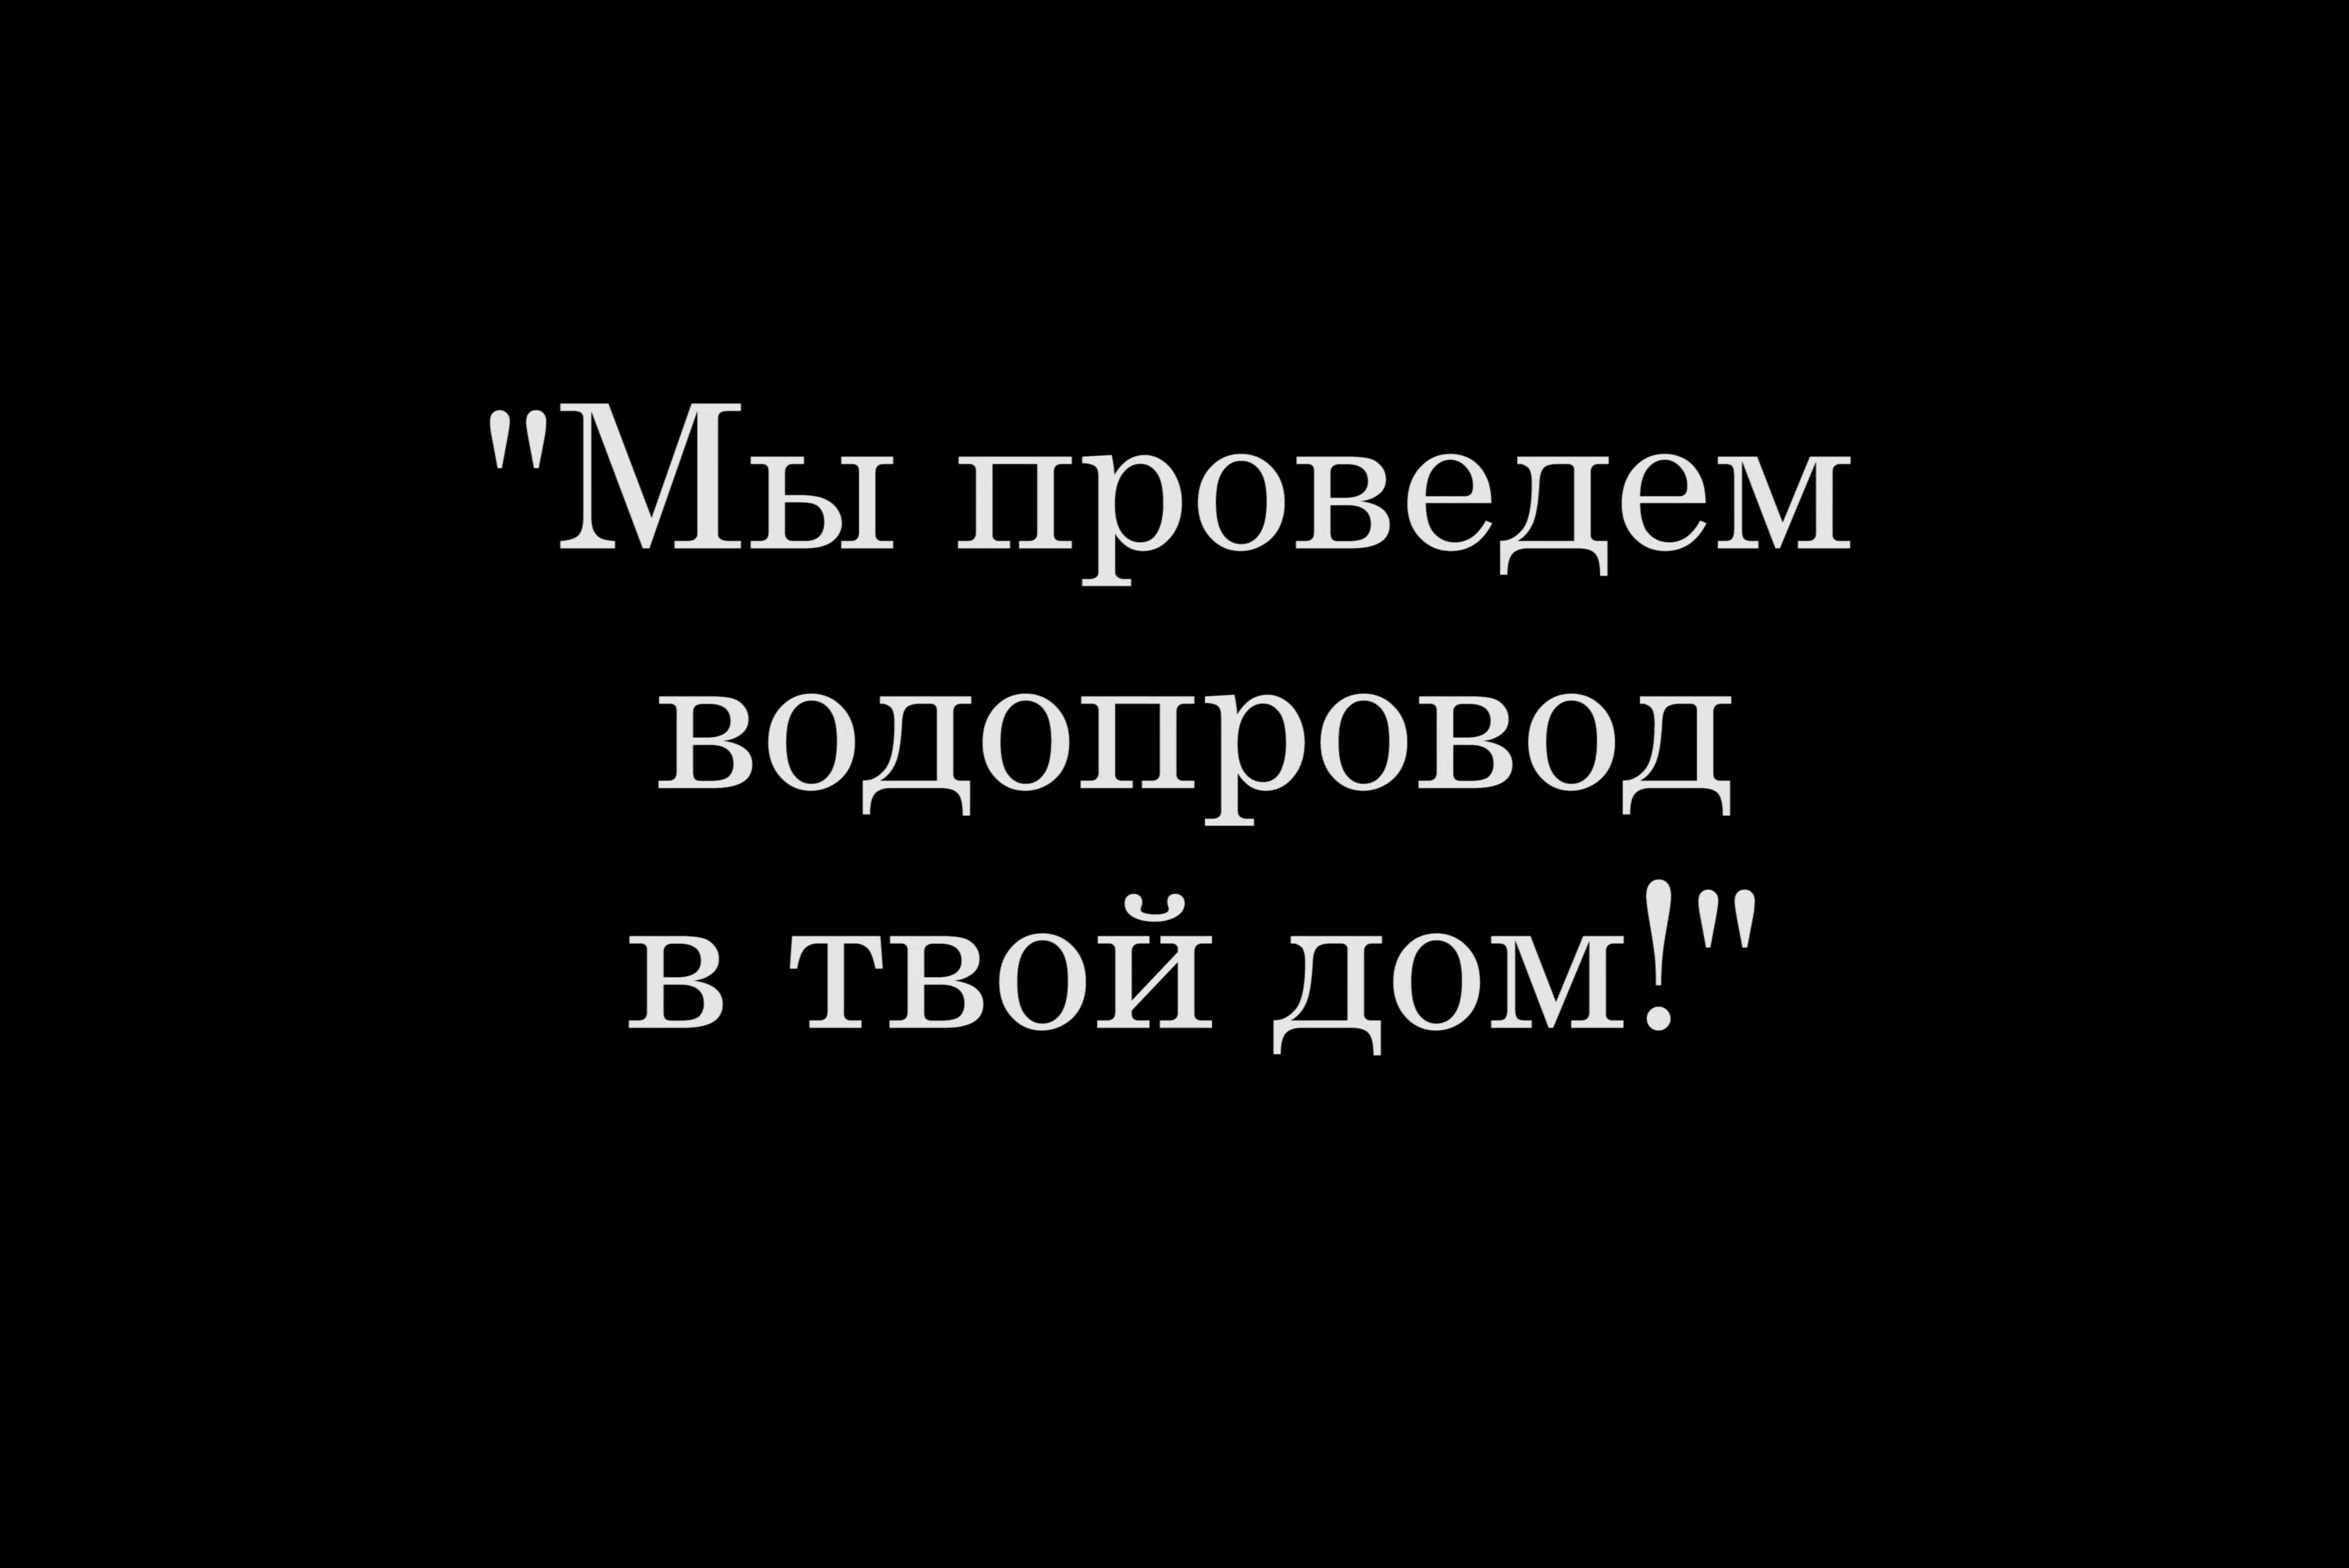 "Мы проведем
водопровод
в твой дом!"